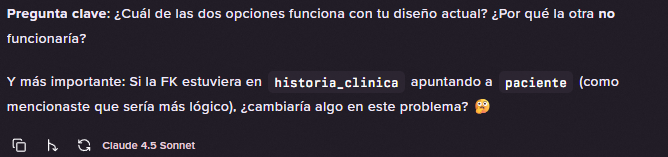 Pregunta clave: ¿Cuál de las dos opciones funciona con tu diseño actual? ¿Por qué la otra no
funcionaría?
Y más importante: Si la FK estuviera en historia_clinica apuntando a paciente (como
mencionaste que sería más lógico), ¿cambiaría algo en este problema? 🤔
Claude 4.5 Sonnet